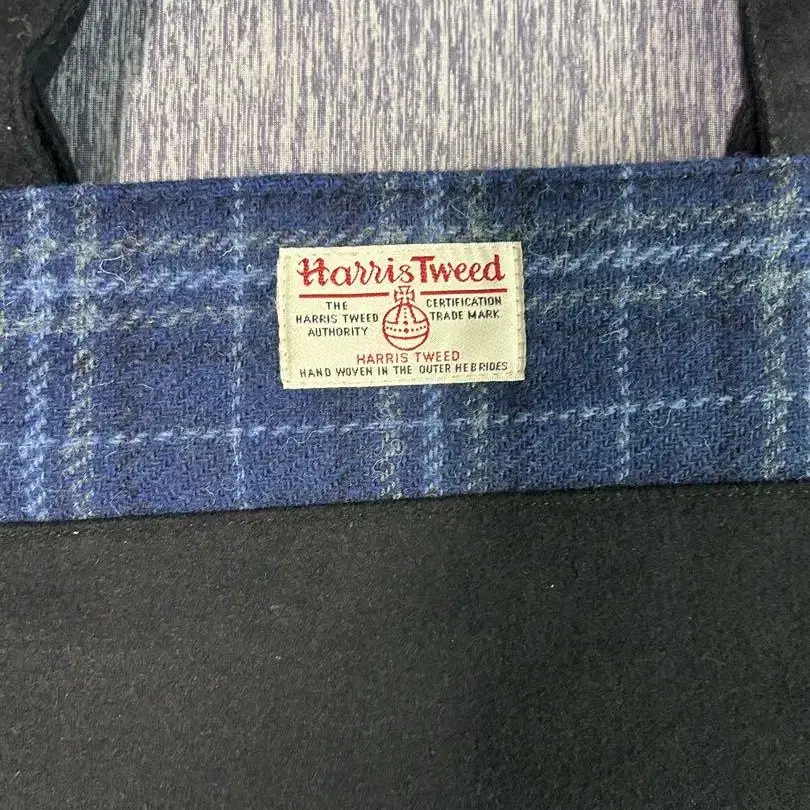 Harris Tweed
THE
HARRIS TWEED
AUTHORITY
CERTIFICATION
TRADE MARK
HARRIS TWEED
HAND WOVEN IN THE OUTER HEBRIDES